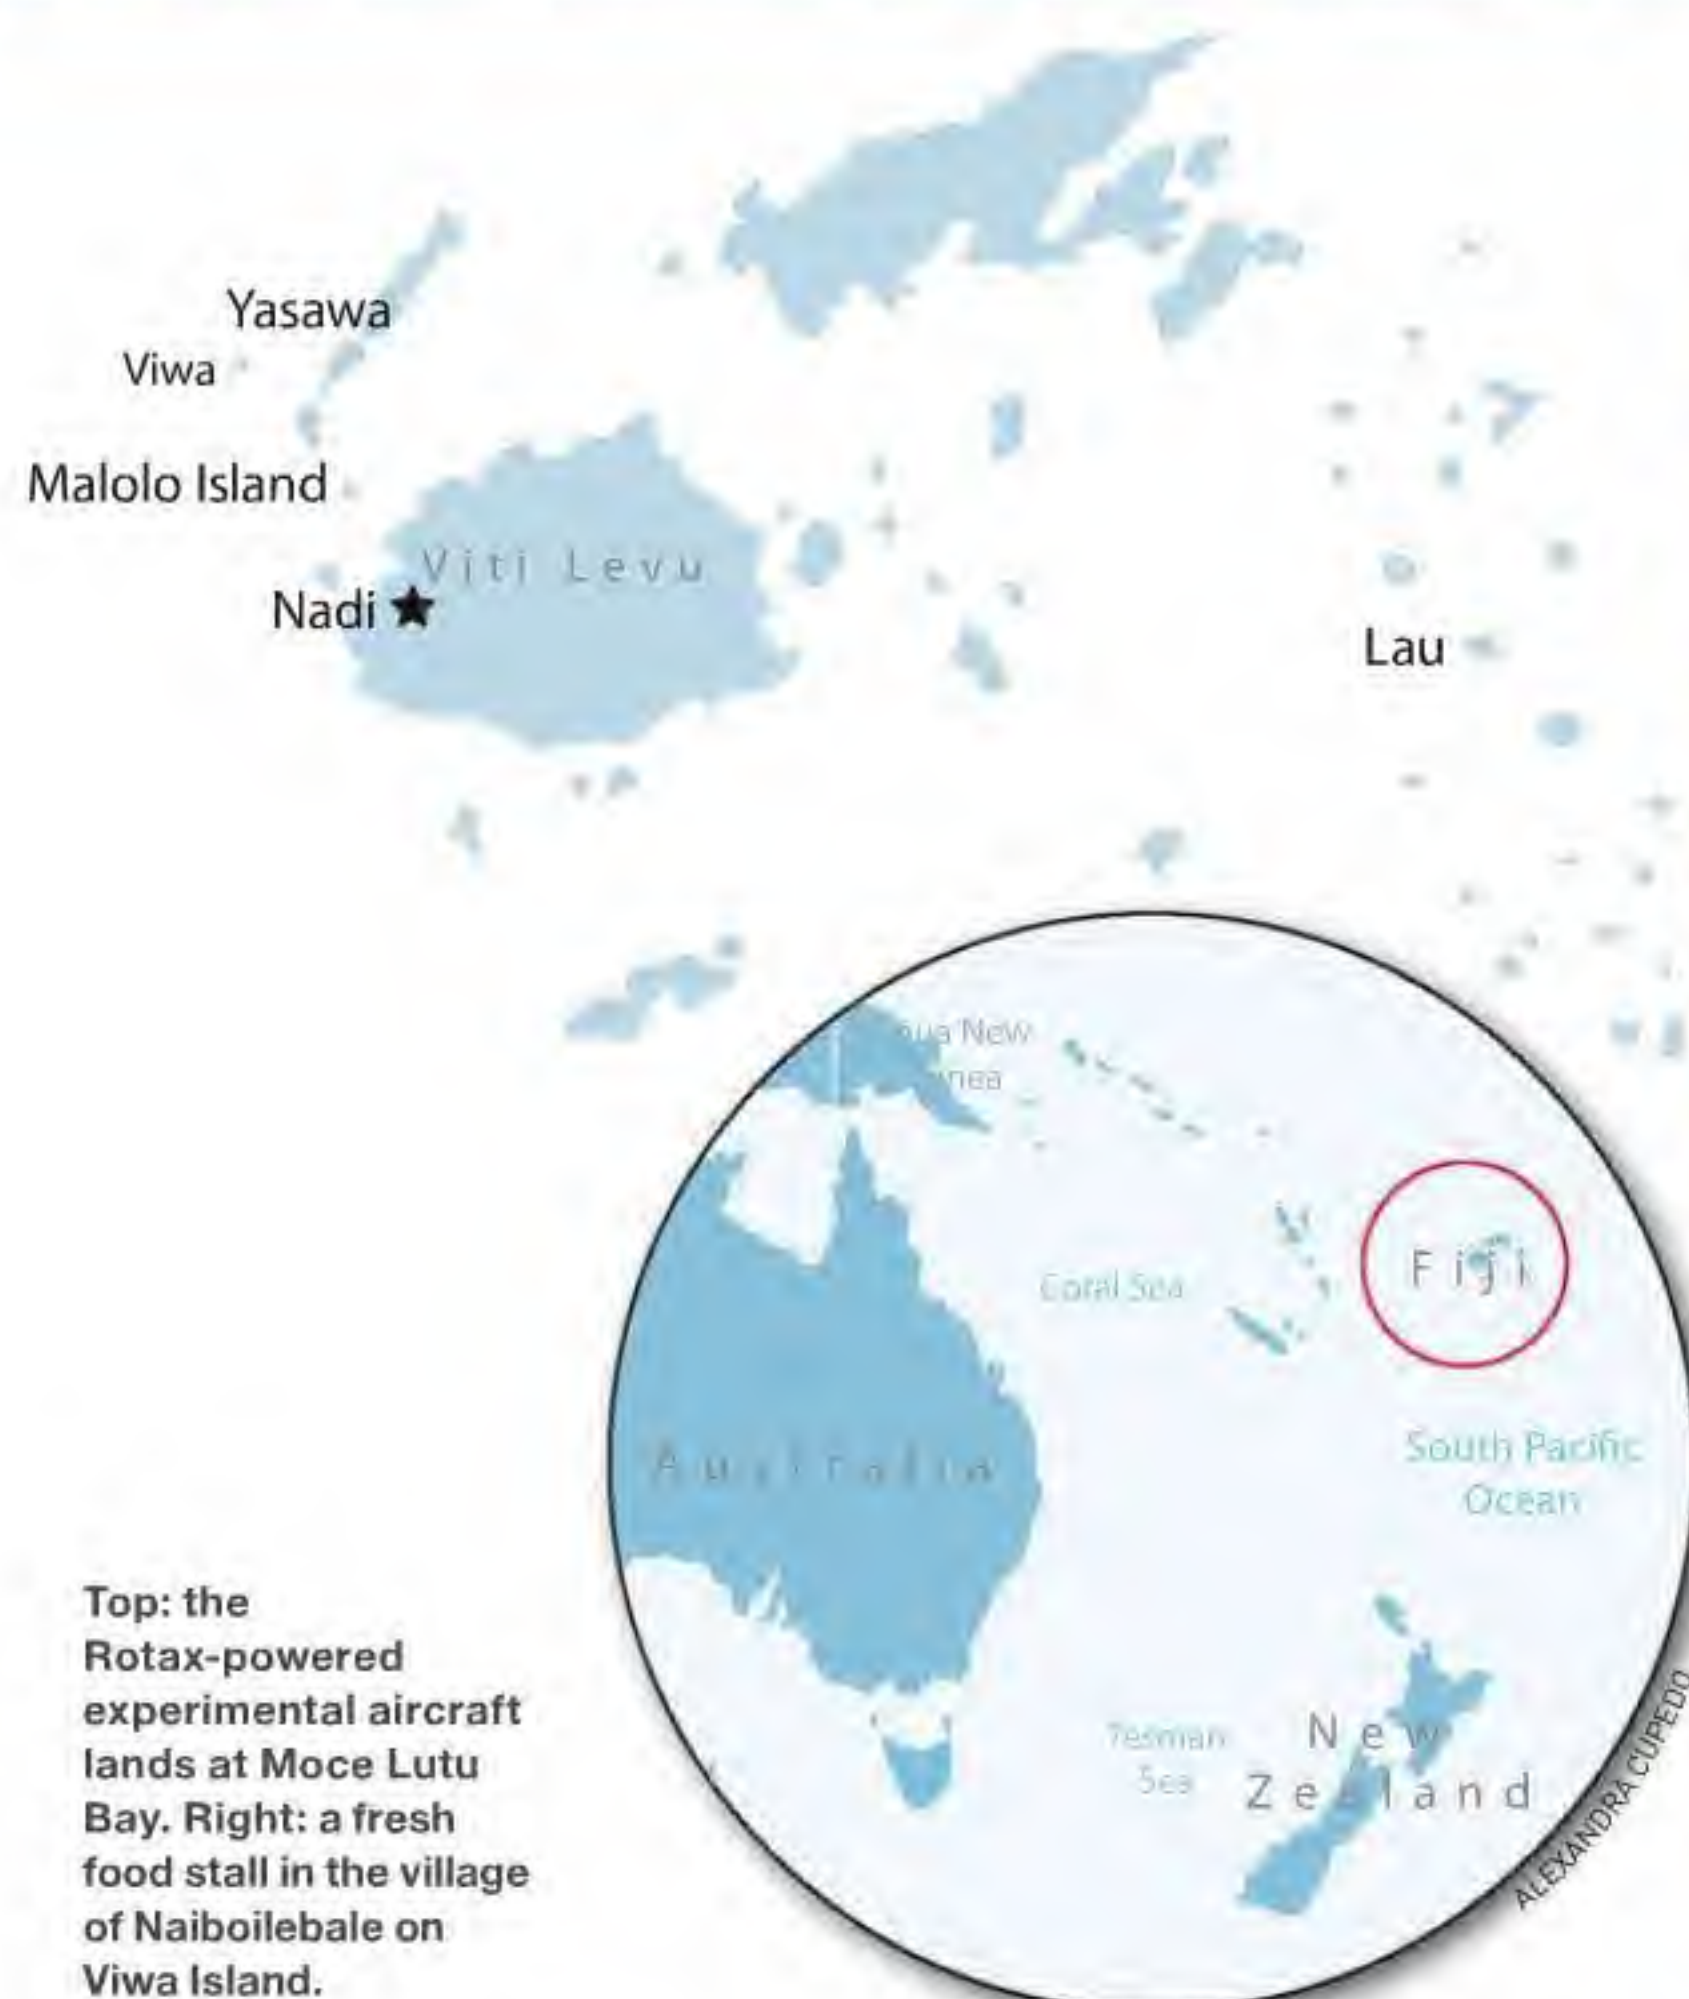 Yasawa
Viwa
Malolo Island
Viti Levu
Nadi
Lau
New
Fiji
Coral Sea
Australia
South Pacific
Ocean
Tasman
Sea
New
Zealand
ALEXANDRA CUPEDO
Top: the
Rotax-powered
experimental aircraft
lands at Moce Lutu
Bay. Right: a fresh
food stall in the village
of Naiboilebale on
Viwa Island.